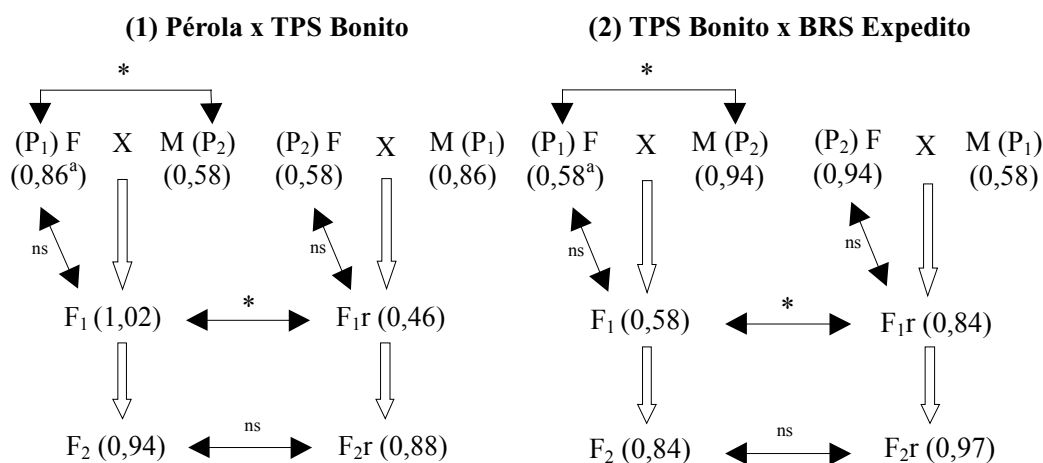 (1) Pérola x TPS Bonito
*
(P1) F X M (P2) (P2) F X M (P1)
(0,86a) (0,58) (0,58) (0,86)
ns ns
F1 (1,02) * F1r (0,46)
F2 (0,94) ns F2r (0,88)
(2) TPS Bonito x BRS Expedito
*
(P1) F X M (P2) (P2) F X M (P1)
(0,58a) (0,94) (0,94) (0,58)
ns ns
F1 (0,58) * F1r (0,84)
F2 (0,84) ns F2r (0,97)